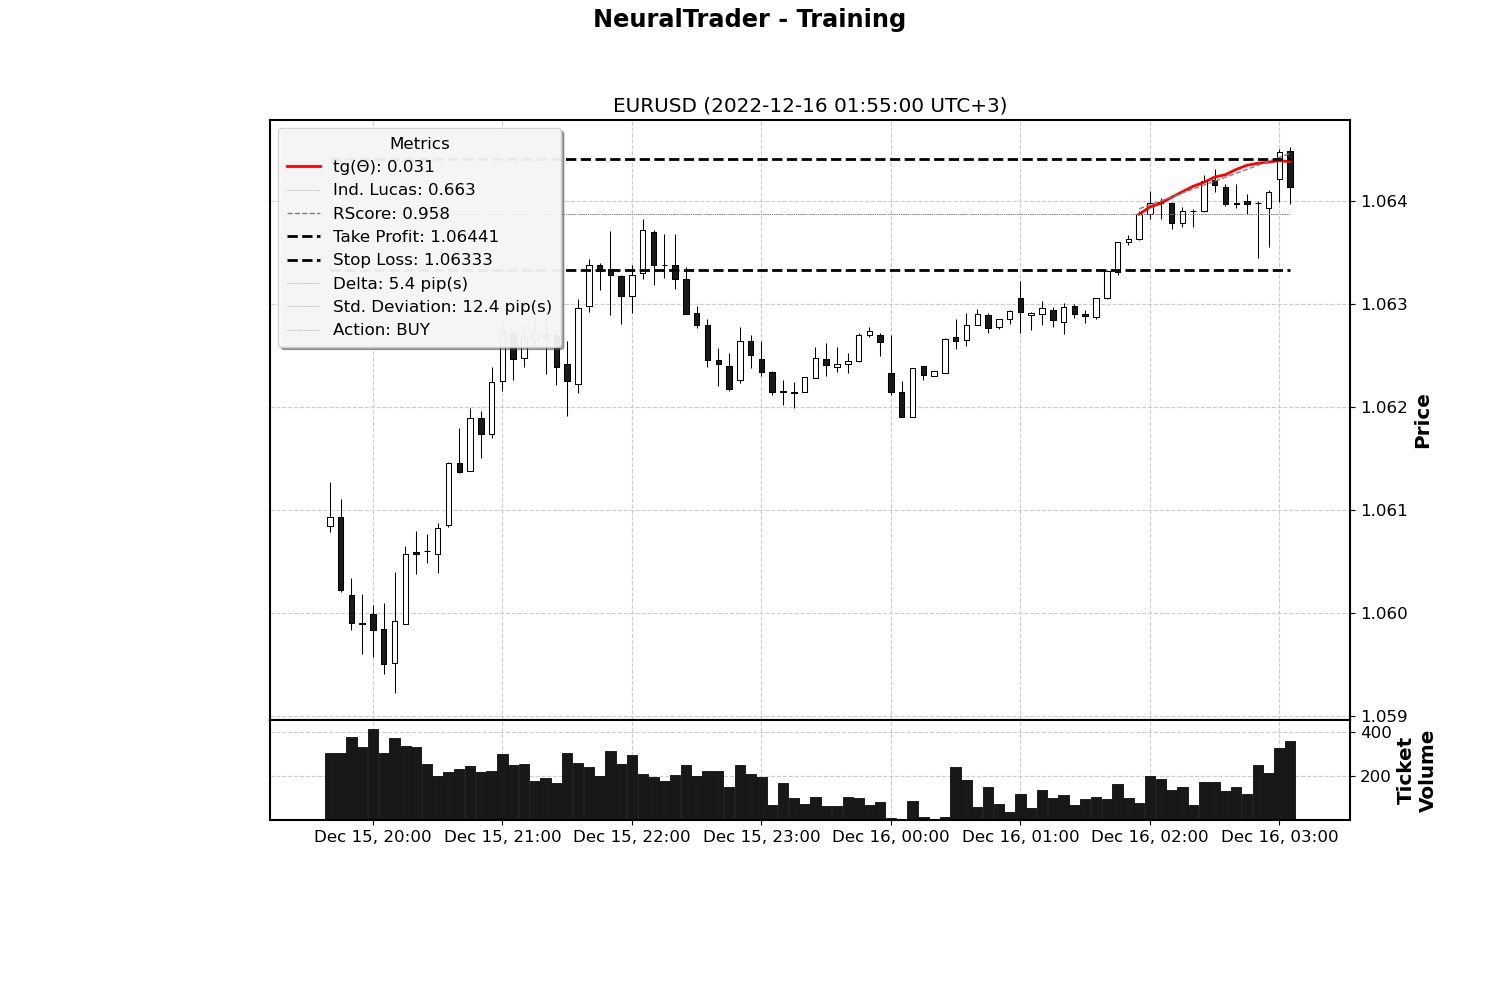 NeuralTrader - Training
EURUSD (2022-12-16 01:55:00 UTC+3)
Metrics
tg(Θ): 0.031
Ind. Lucas: 0.663
RScore: 0.958
Take Profit: 1.06441
Stop Loss: 1.06333
Delta: 5.4 pip(s)
Std. Deviation: 12.4 pip(s)
Action: BUY
1.064
1.063
1.062
1.061
1.060
1.059
Price
400
200
Ticket
Volume
Dec 15, 20:00 Dec 15, 21:00 Dec 15, 22:00 Dec 15, 23:00 Dec 16, 00:00 Dec 16, 01:00 Dec 16, 02:00 Dec 16, 03:00